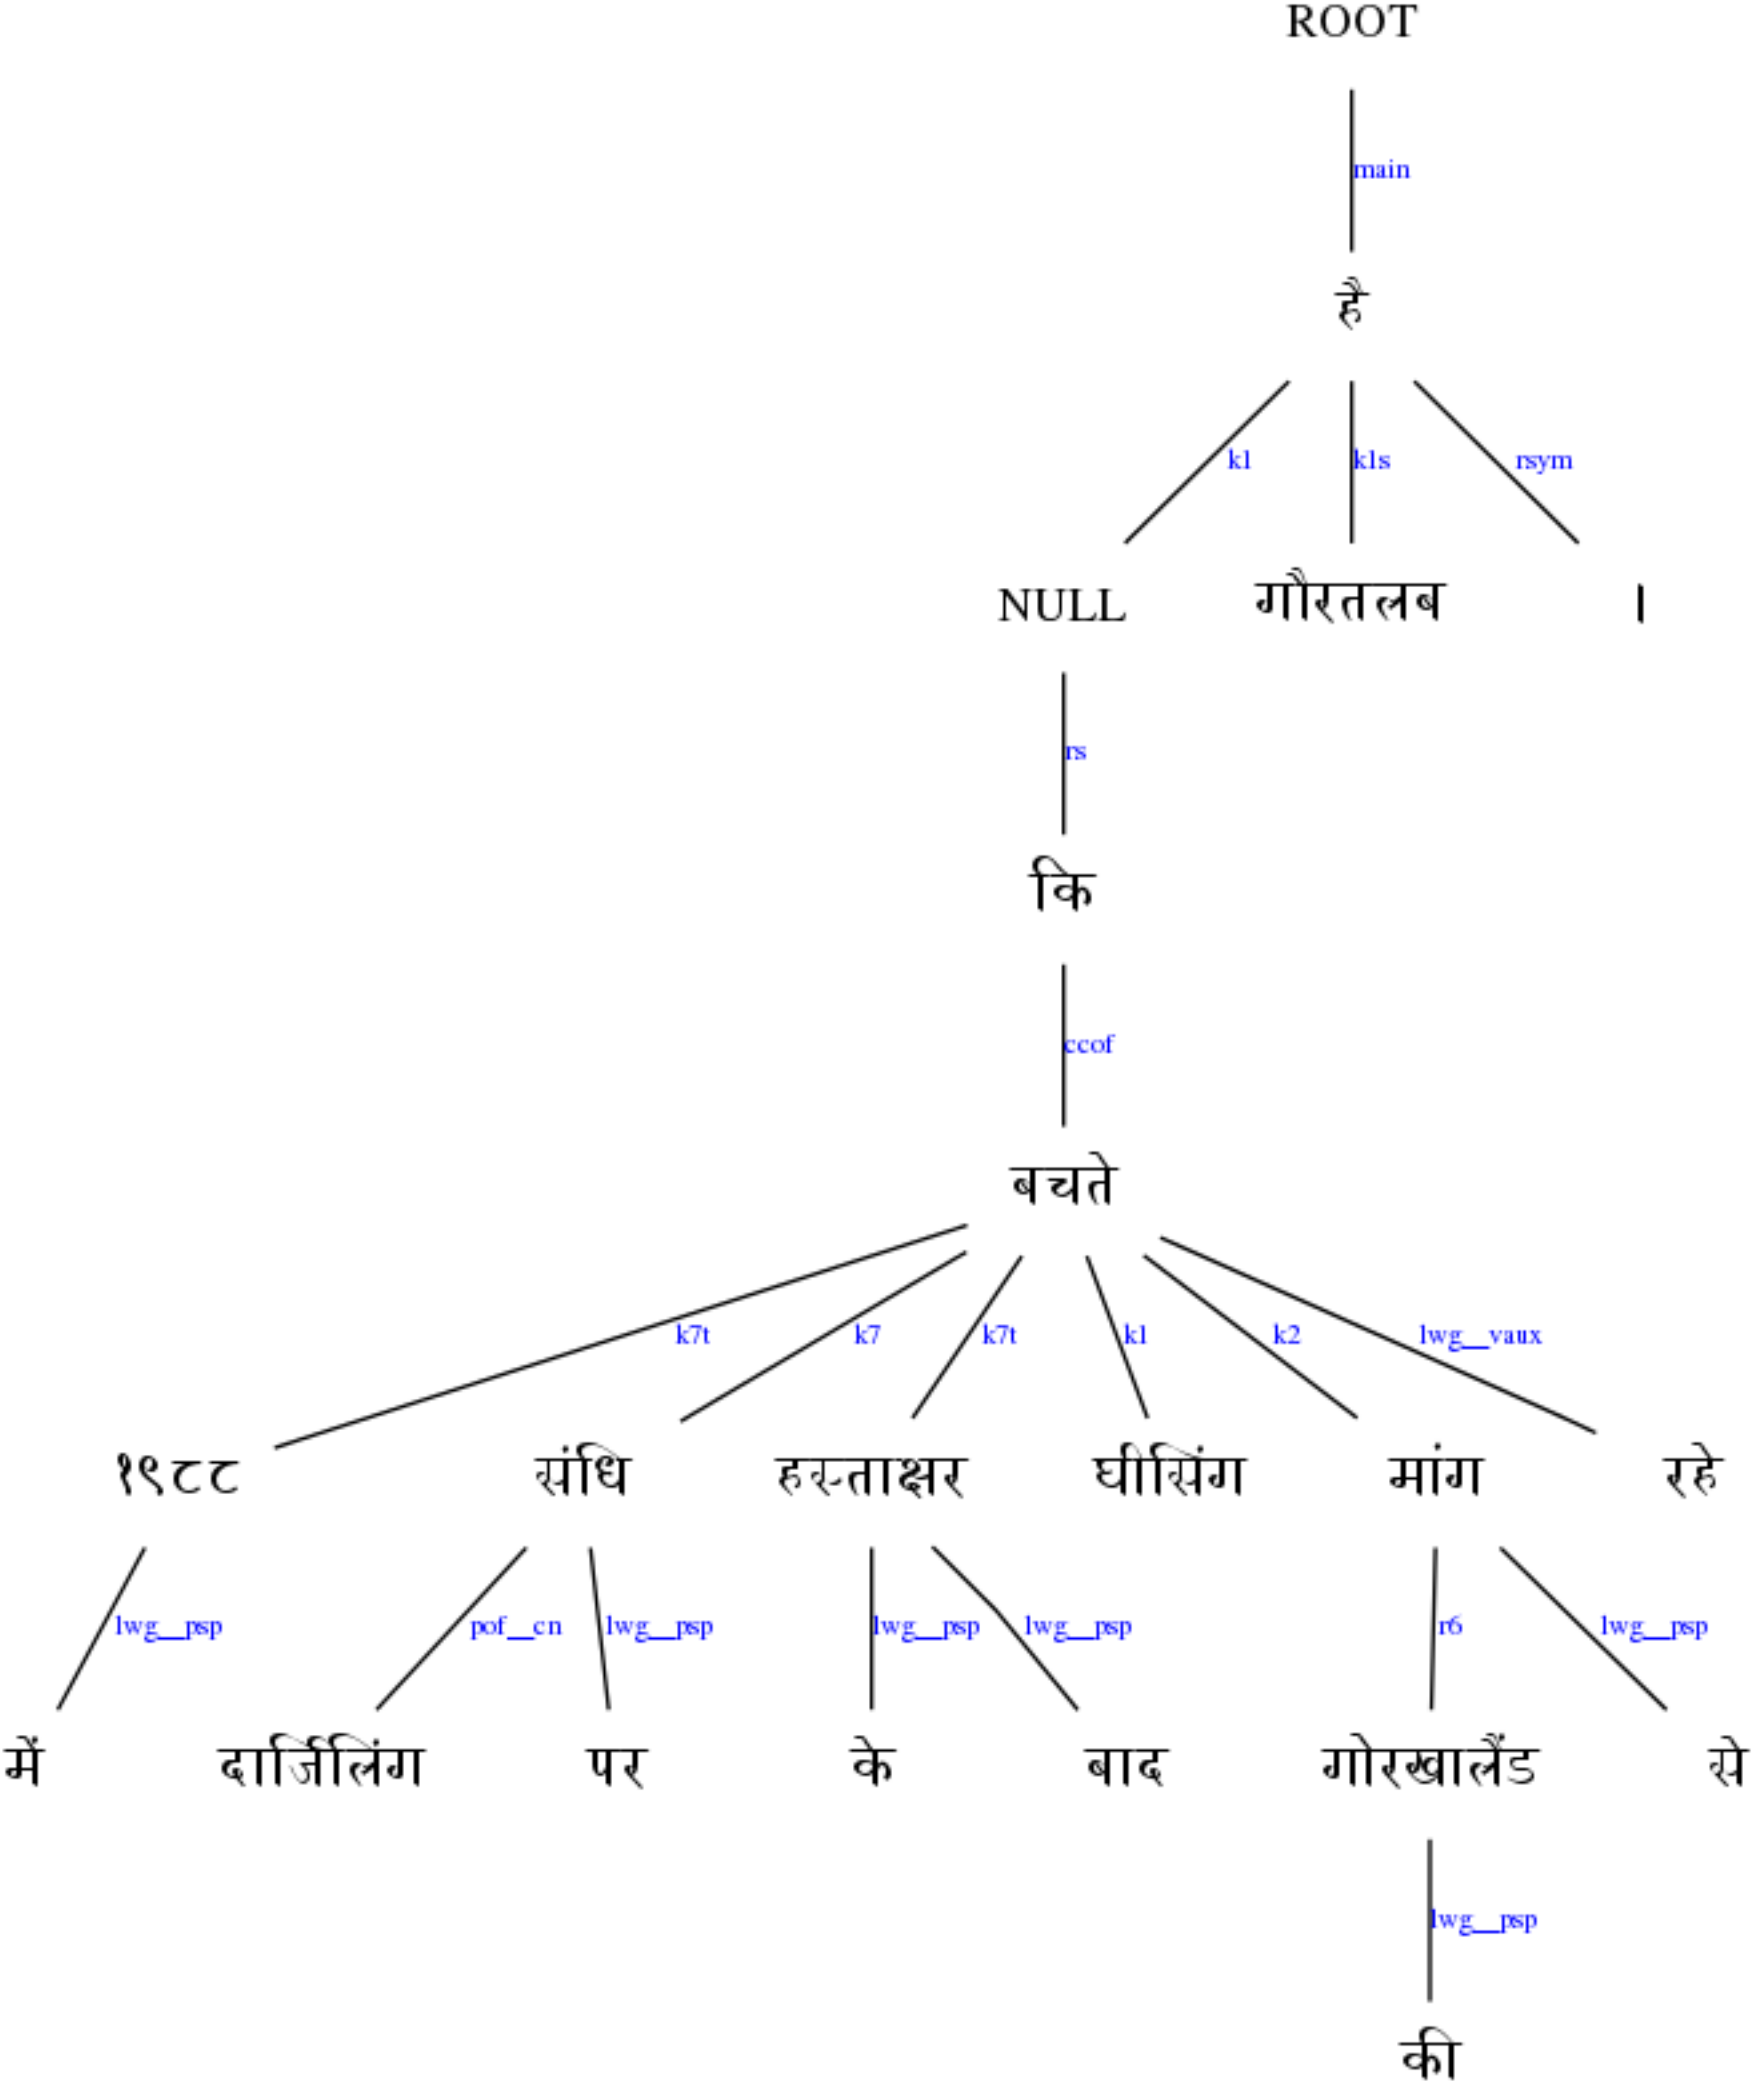 ROOT
main
है
k1 k1s rsym
NULL गौरतलब ।
rs
कि
ccof
बचते
k7t k7 k7t k1 k2 lwg__vaux
१९८८ संधि हस्ताक्षर घीसिंग मांग रहे
lwg__psp pof__cn lwg__psp lwg__psp lwg__psp r6 lwg__psp
में दार्जिलिंग पर के बाद गोरखालैंड से
lwg__psp
की